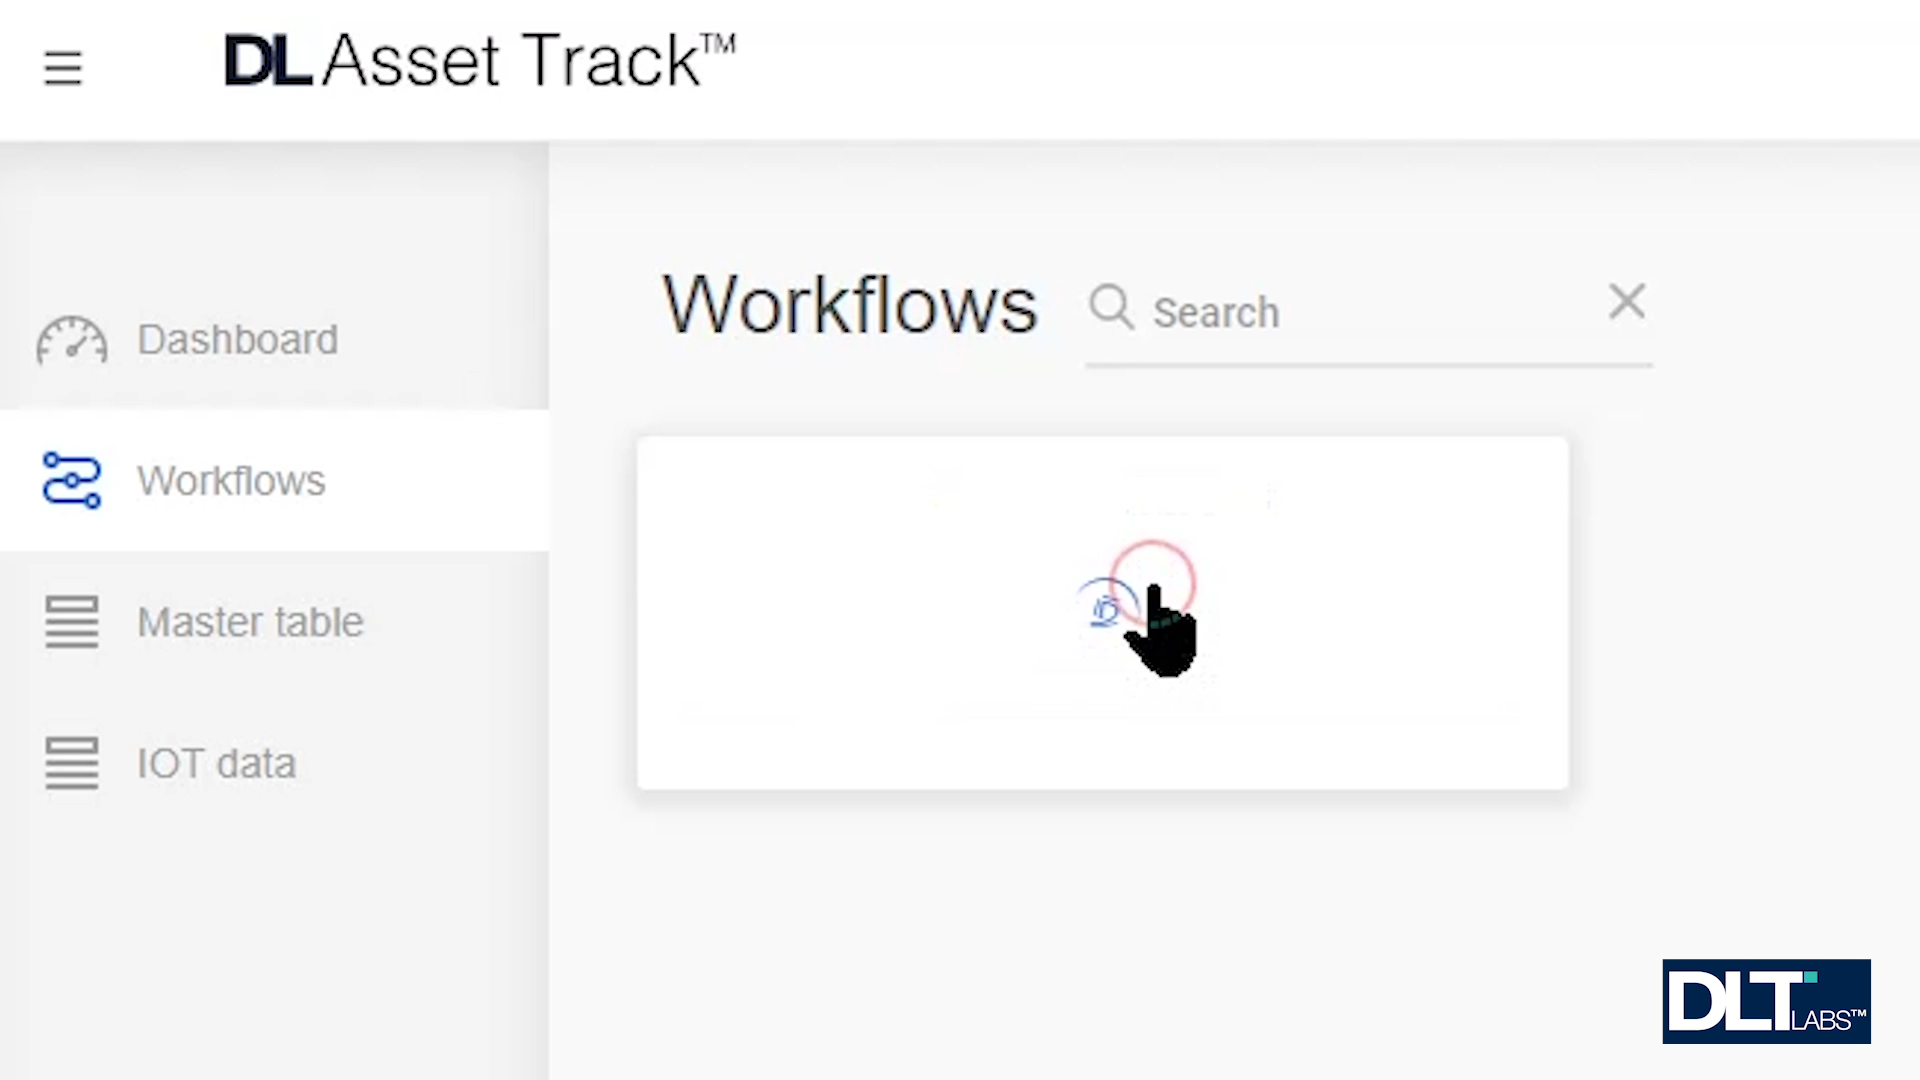 DL Asset Track™
Workflows
Search
Dashboard
Workflows
Master table
IOT data
DLT LABS™